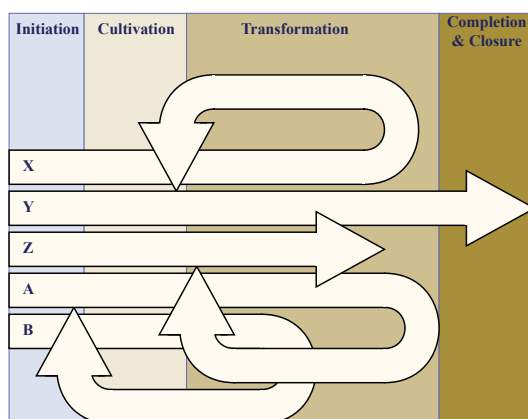 Initiation
Cultivation
Transformation
Completion
& Closure
X
Y
Z
A
B